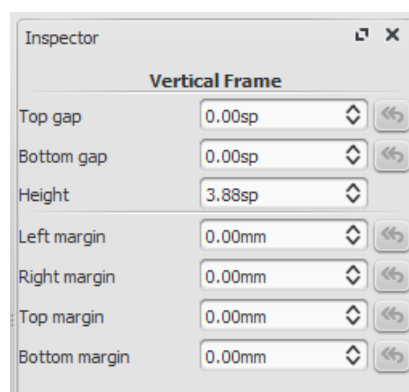 Inspector
Vertical Frame
Top gap 0.00sp
Bottom gap 0.00sp
Height 3.88sp
Left margin 0.00mm
Right margin 0.00mm
Top margin 0.00mm
Bottom margin 0.00mm